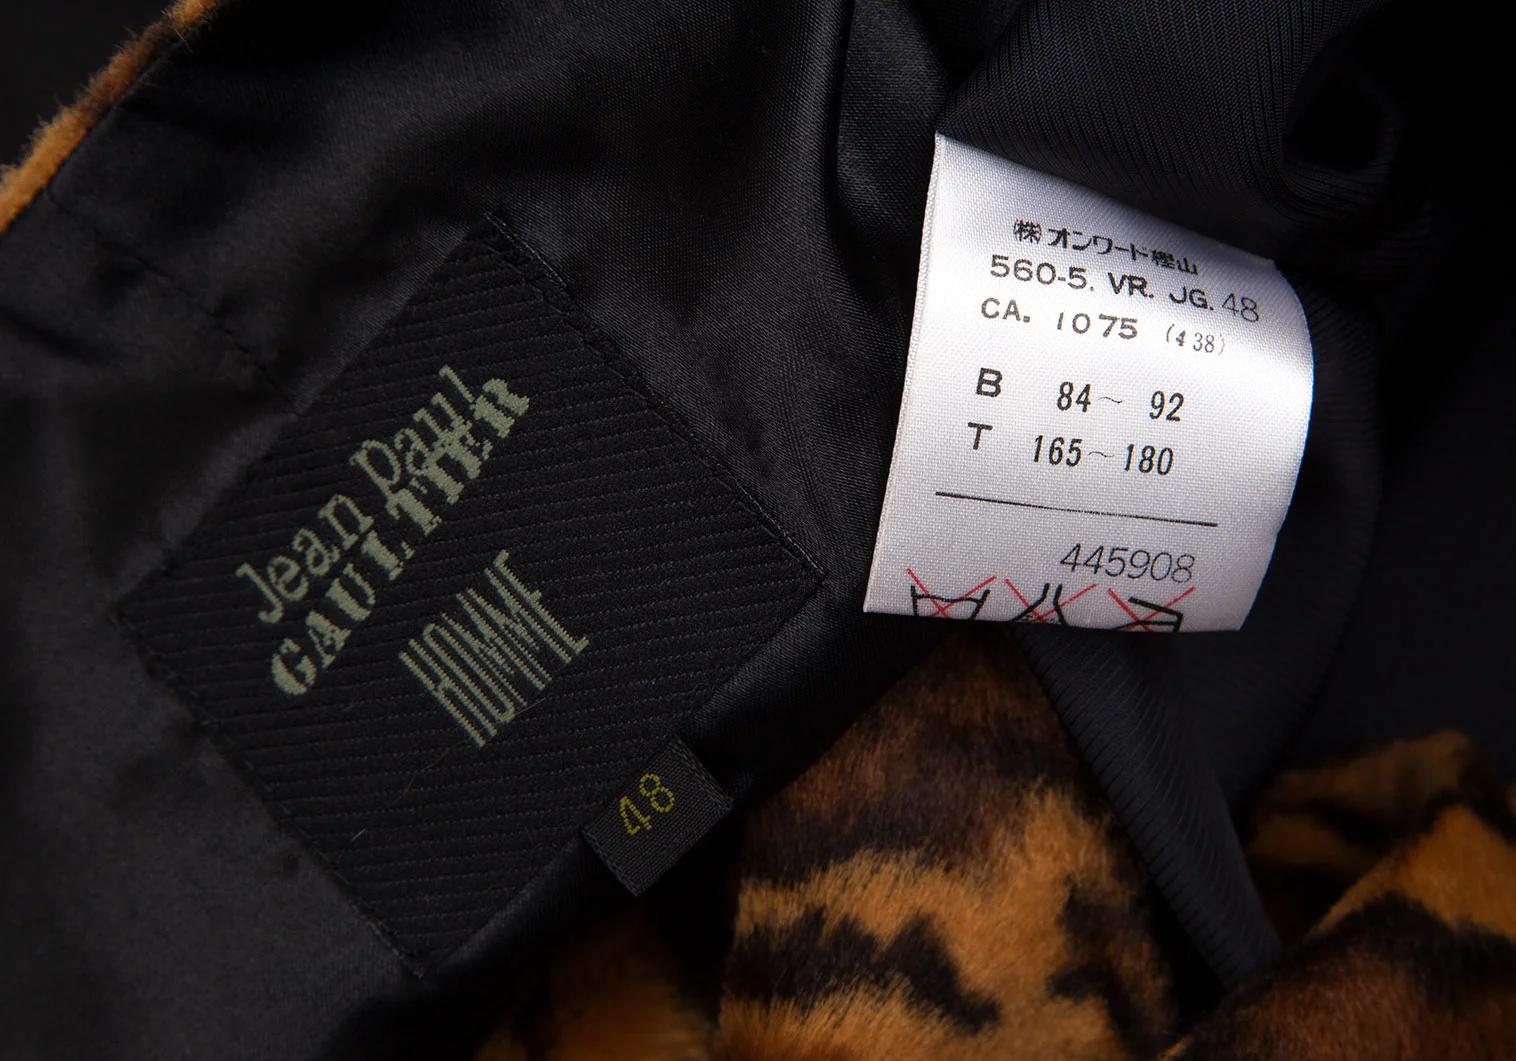 Jean Paul
GAULTIER
HOMME
48
㈱オンワード樫山
560-5. VR. JG. 48
CA. 1075 (438)
B 84~ 92
T 165~180
445908